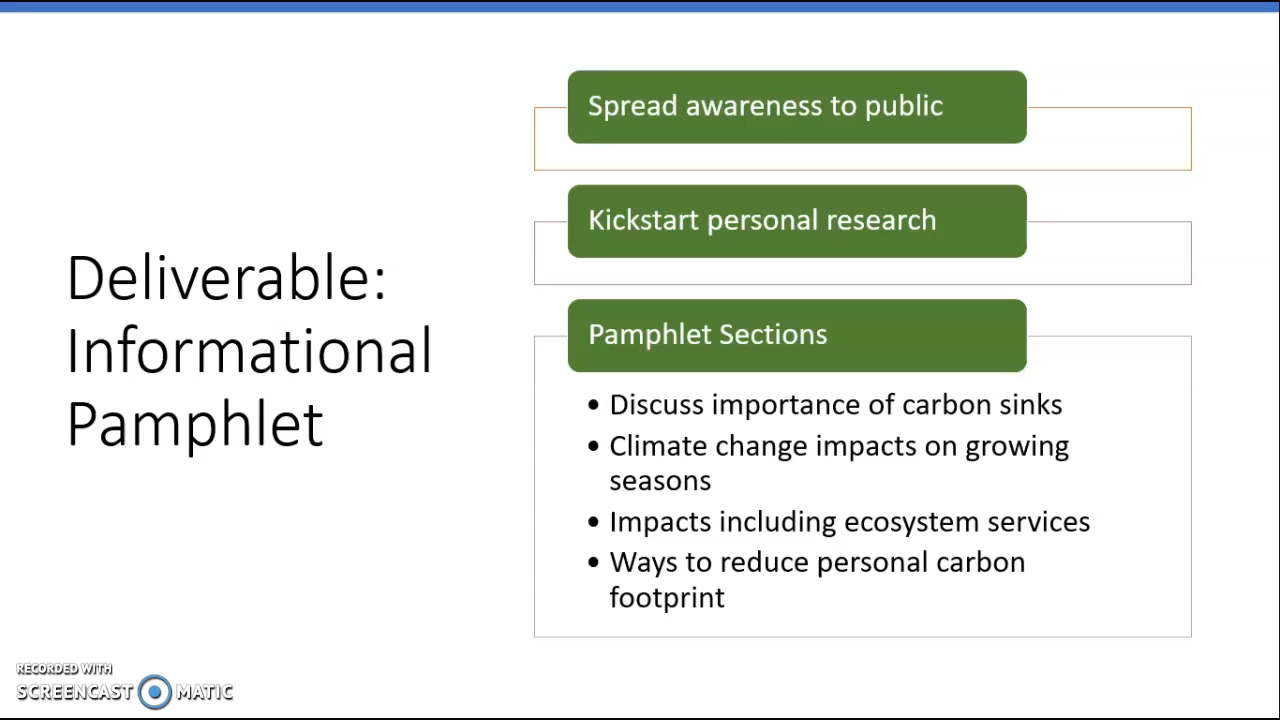 Deliverable:
Informational
Pamphlet
Spread awareness to public
Kickstart personal research
Pamphlet Sections
• Discuss importance of carbon sinks
• Climate change impacts on growing
seasons
• Impacts including ecosystem services
• Ways to reduce personal carbon
footprint
RECORDED WITH
SCREENCAST MATIC